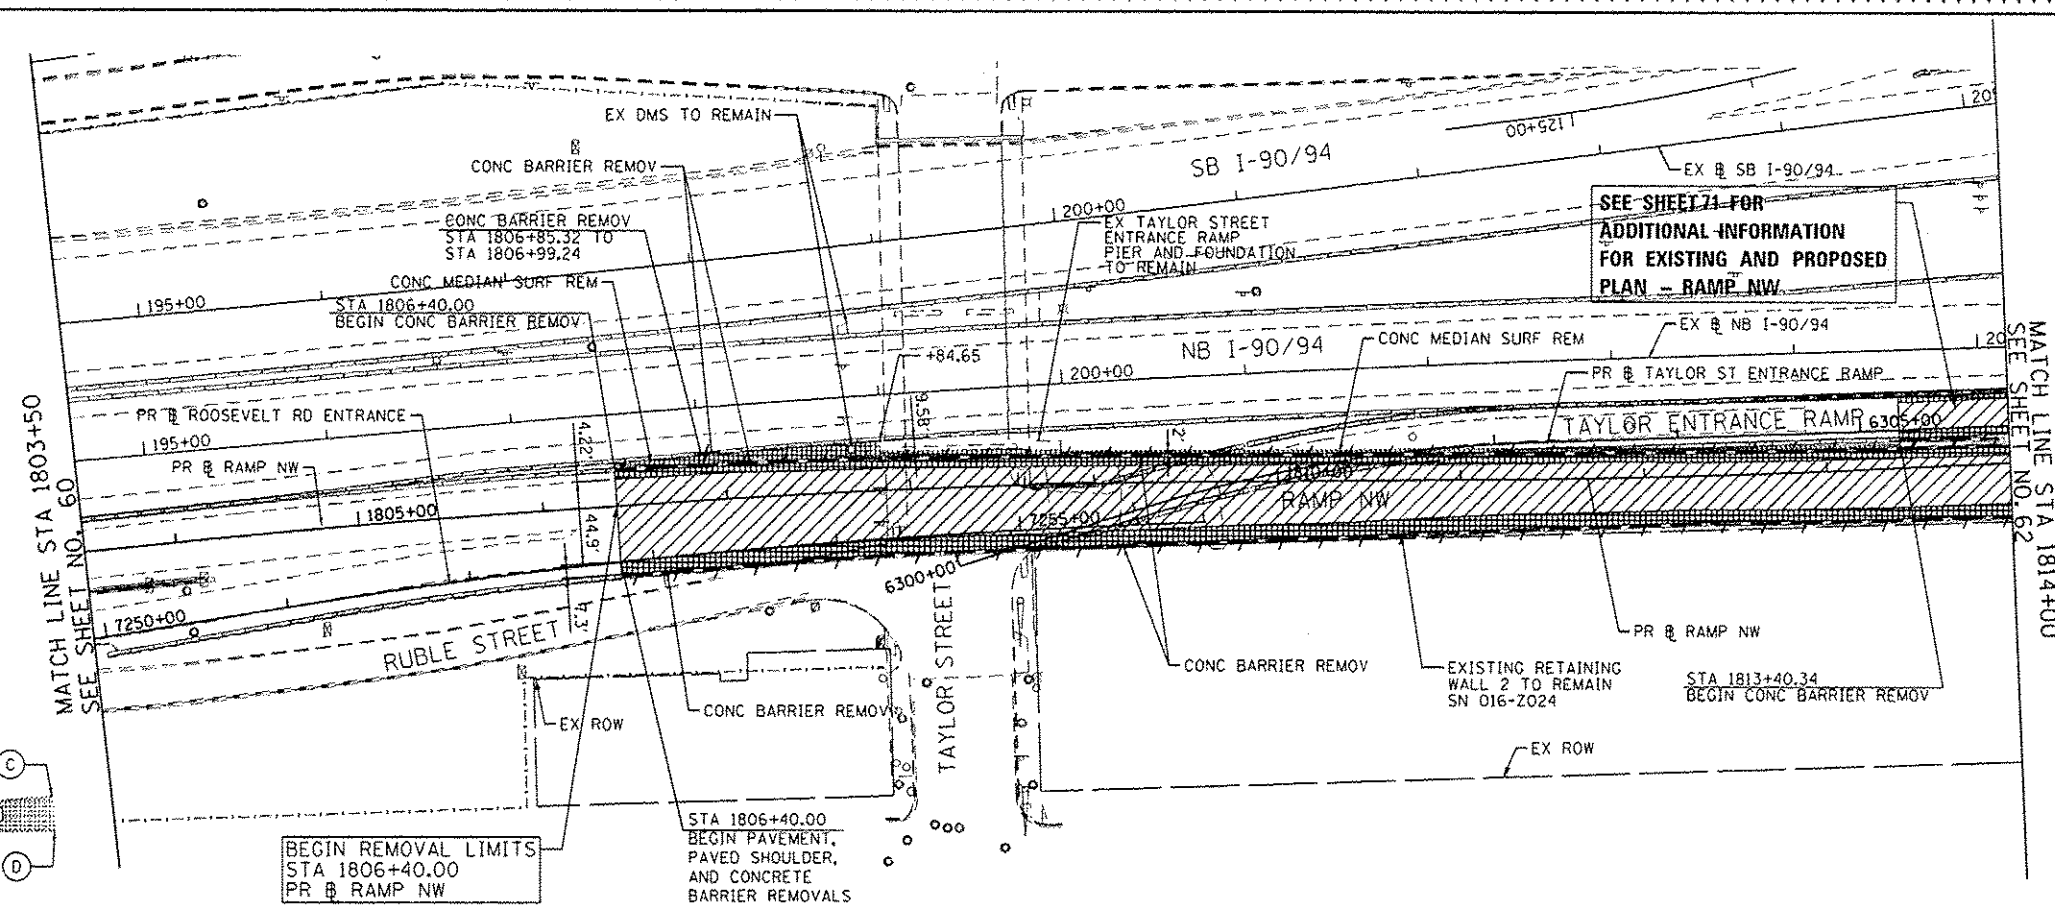 EX DMS TO REMAIN
CONC BARRIER REMOV
CONC BARRIER REMOV
STA 1806+85.32 TO
STA 1806+99.24
CONC MEDIAN SURF REM
STA 1806+40.00
BEGIN CONC BARRIER REMOV
195+00
SB I-90/94
125+00
EX ␢ SB I-90/94
20
200+00
EX TAYLOR STREET
ENTRANCE RAMP
PIER AND FOUNDATION
TO REMAIN
SEE SHEET 71 FOR
ADDITIONAL INFORMATION
FOR EXISTING AND PROPOSED
PLAN - RAMP NW
+84.65
NB I-90/94
200+00
CONC MEDIAN SURF REM
EX ␢ NB I-90/94
20
PR ␢ TAYLOR ST ENTRANCE RAMP
PR ␢ ROOSEVELT RD ENTRANCE
195+00
PR ␢ RAMP NW
4.22'
9.58'
2'
TAYLOR ENTRANCE RAMP
6305+00
1805+00
44.9'
1810+00
RAMP NW
7255+00
6300+00
7250+00
7.3'
RUBLE STREET
TAYLOR STREET
MATCH LINE STA 1803+50
SEE SHEET NO. 60
MATCH LINE STA 1814+00
SEE SHEET NO. 62
PR ␢ RAMP NW
CONC BARRIER REMOV
EXISTING RETAINING
WALL 2 TO REMAIN
SN 016-Z024
STA 1813+40.34
BEGIN CONC BARRIER REMOV
CONC BARRIER REMOV
EX ROW
EX ROW
C
D
STA 1806+40.00
BEGIN PAVEMENT,
PAVED SHOULDER,
AND CONCRETE
BARRIER REMOVALS
BEGIN REMOVAL LIMITS
STA 1806+40.00
PR ␢ RAMP NW